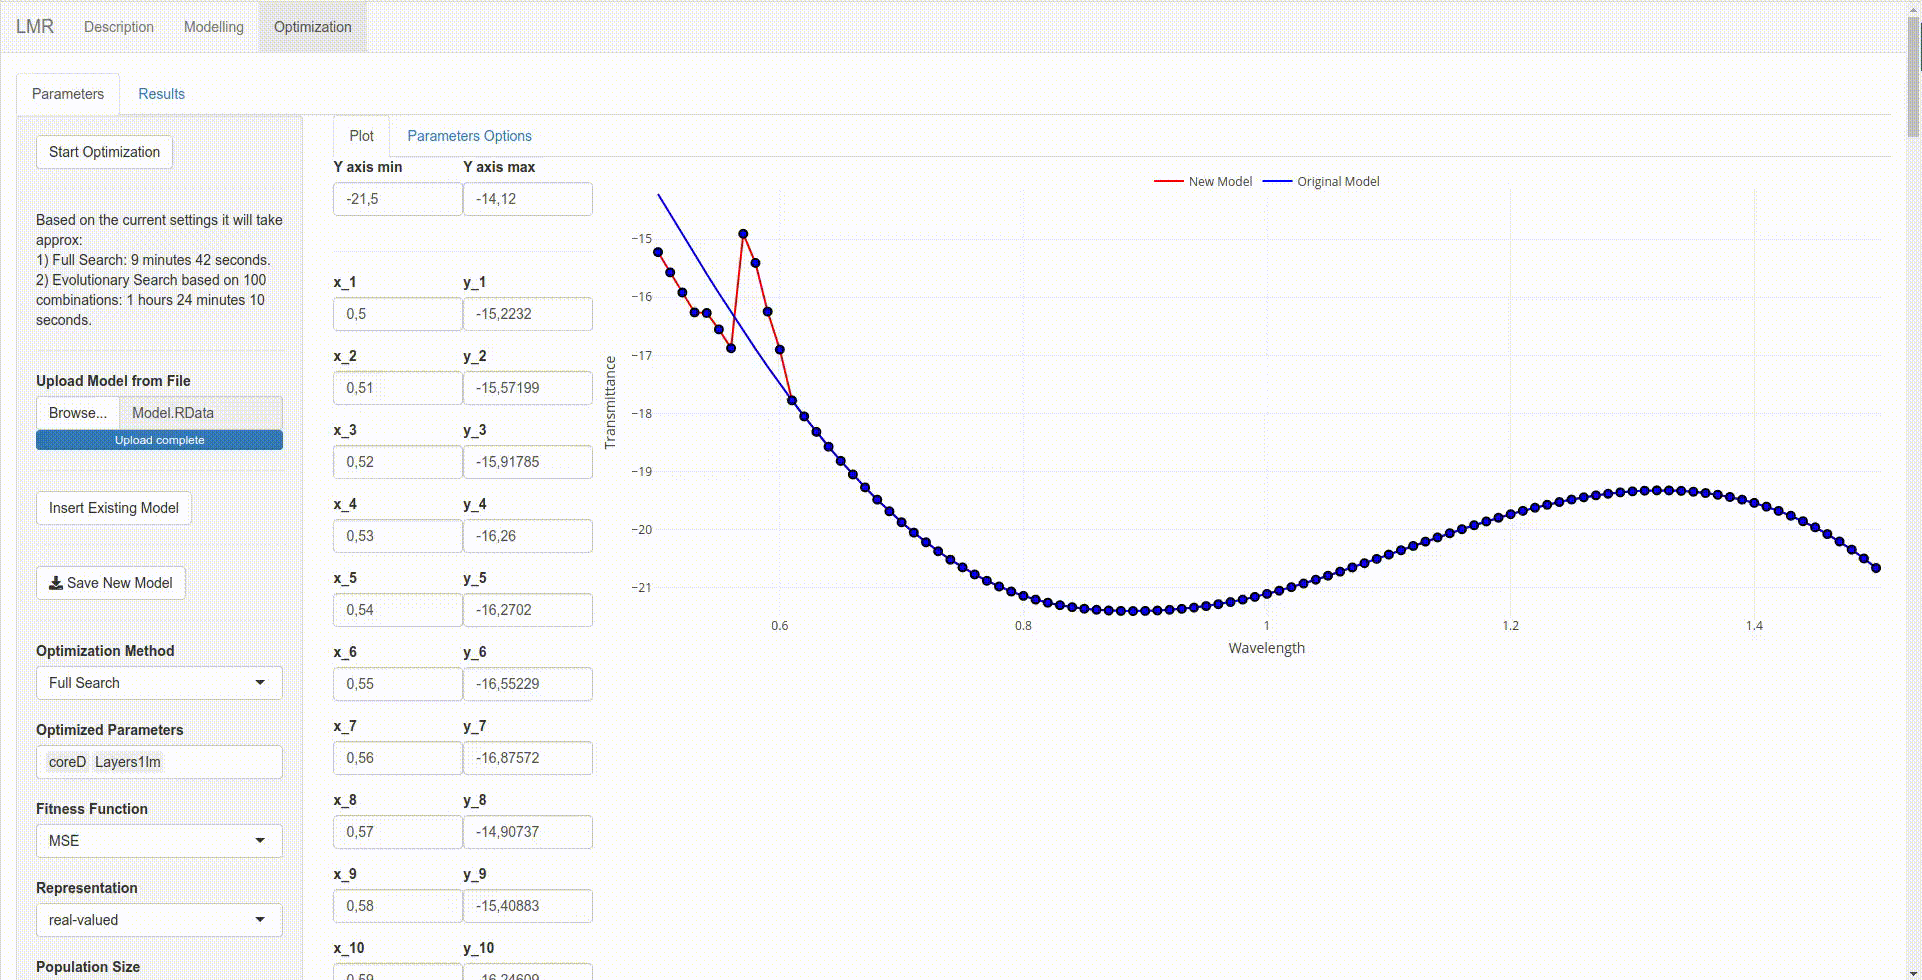 LMR Description Modelling Optimization
Parameters Results
Start Optimization
Based on the current settings it will take
approx:
1) Full Search: 9 minutes 42 seconds.
2) Evolutionary Search based on 100
combinations: 1 hours 24 minutes 10
seconds.
Upload Model from File
Browse... Model.RData
Upload complete
Insert Existing Model
Save New Model
Optimization Method
Full Search
Optimized Parameters
coreD Layers1lm
Fitness Function
MSE
Representation
real-valued
Population Size
Plot Parameters Options
Y axis min Y axis max
-21,5 -14,12
x_1 y_1
0,5 -15,2232
x_2 y_2
0,51 -15,57199
x_3 y_3
0,52 -15,91785
x_4 y_4
0,53 -16,26
x_5 y_5
0,54 -16,2702
x_6 y_6
0,55 -16,55229
x_7 y_7
0,56 -16,87572
x_8 y_8
0,57 -14,90737
x_9 y_9
0,58 -15,40883
x_10 y_10
0,59 -16,24609
New Model Original Model
Transmittance
−15
−16
−17
−18
−19
−20
−21
0.6 0.8 1 1.2 1.4
Wavelength